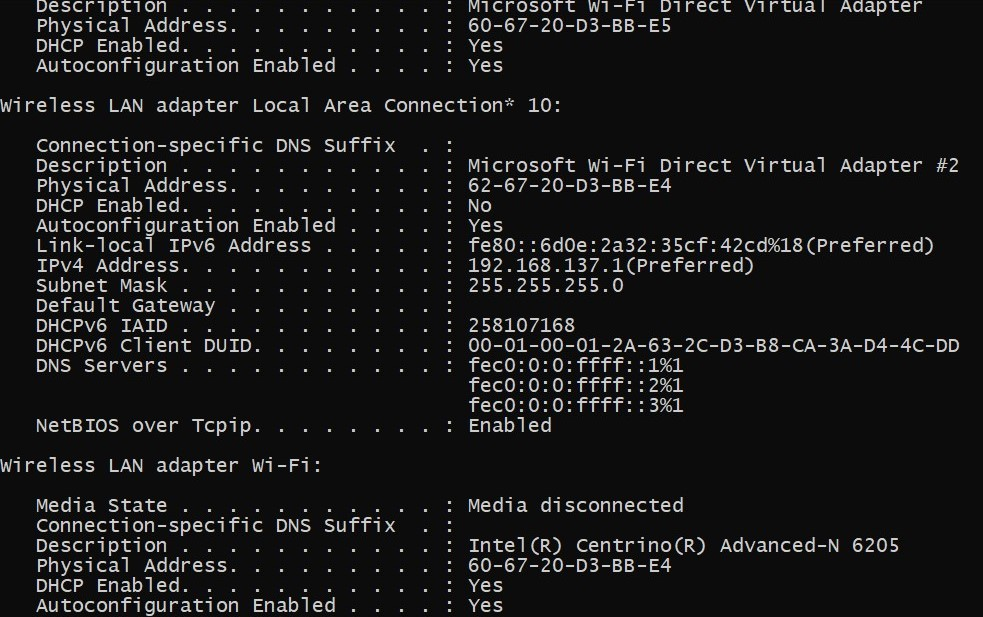 Description . . . . . . . . . . . : Microsoft Wi-Fi Direct Virtual Adapter
Physical Address. . . . . . . . . : 60-67-20-D3-BB-E5
DHCP Enabled. . . . . . . . . . . : Yes
Autoconfiguration Enabled . . . . : Yes
Wireless LAN adapter Local Area Connection* 10:
Connection-specific DNS Suffix  . :
Description . . . . . . . . . . . : Microsoft Wi-Fi Direct Virtual Adapter #2
Physical Address. . . . . . . . . : 62-67-20-D3-BB-E4
DHCP Enabled. . . . . . . . . . . : No
Autoconfiguration Enabled . . . . : Yes
Link-local IPv6 Address . . . . . : fe80::6d0e:2a32:35cf:42cd%18(Preferred)
IPv4 Address. . . . . . . . . . . : 192.168.137.1(Preferred)
Subnet Mask . . . . . . . . . . . : 255.255.255.0
Default Gateway . . . . . . . . . :
DHCPv6 IAID . . . . . . . . . . . : 258107168
DHCPv6 Client DUID. . . . . . . . : 00-01-00-01-2A-63-2C-D3-B8-CA-3A-D4-4C-DD
DNS Servers . . . . . . . . . . . : fec0:0:0:ffff::1%1
fec0:0:0:ffff::2%1
fec0:0:0:ffff::3%1
NetBIOS over Tcpip. . . . . . . . : Enabled
Wireless LAN adapter Wi-Fi:
Media State . . . . . . . . . . . : Media disconnected
Connection-specific DNS Suffix  . :
Description . . . . . . . . . . . : Intel(R) Centrino(R) Advanced-N 6205
Physical Address. . . . . . . . . : 60-67-20-D3-BB-E4
DHCP Enabled. . . . . . . . . . . : Yes
Autoconfiguration Enabled . . . . : Yes